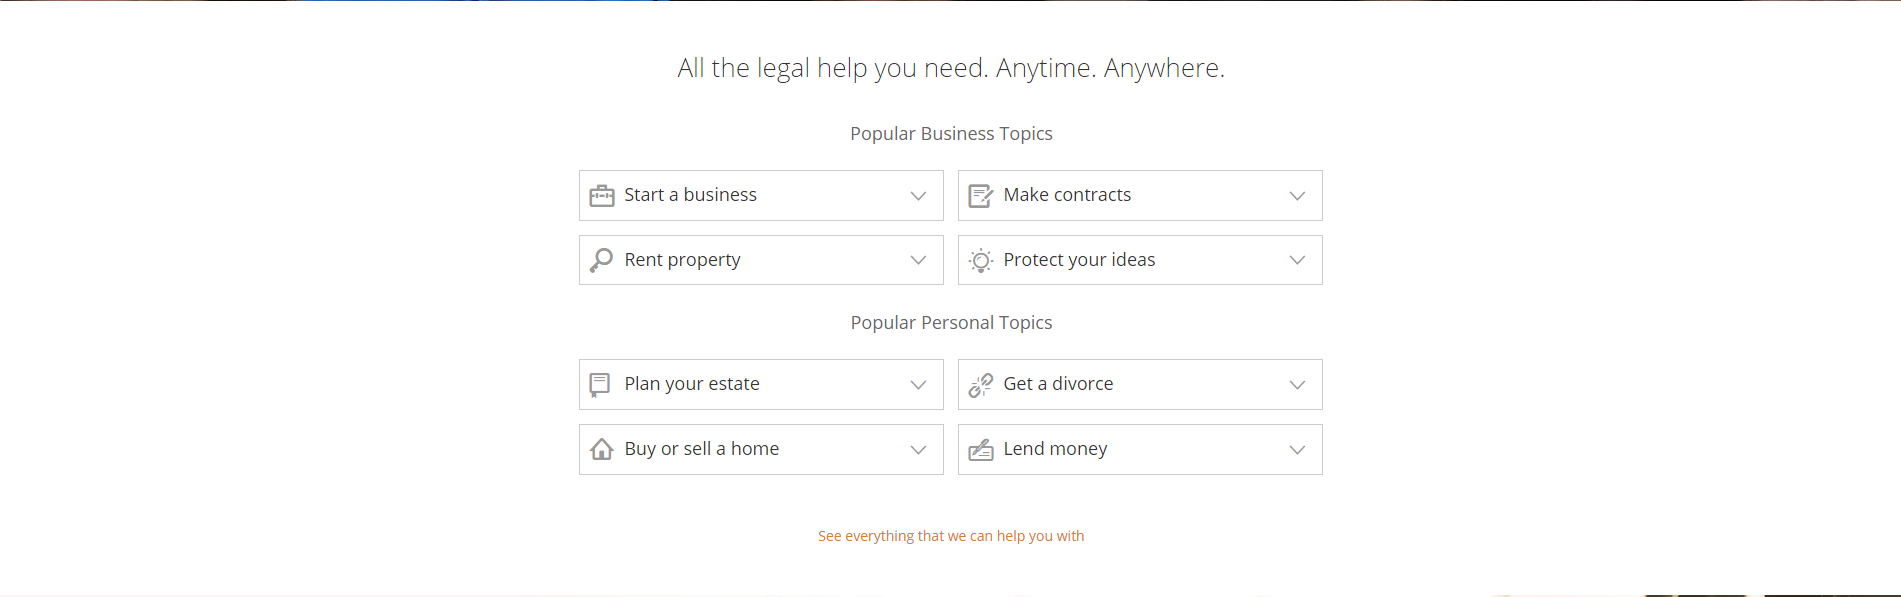 All the legal help you need. Anytime. Anywhere.
Popular Business Topics
Start a business
Make contracts
Rent property
Protect your ideas
Popular Personal Topics
Plan your estate
Get a divorce
Buy or sell a home
Lend money
See everything that we can help you with